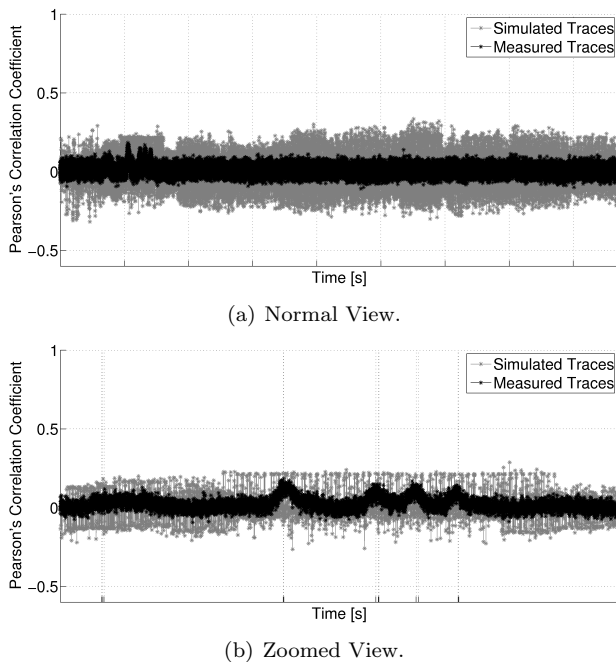 1
Simulated Traces
Measured Traces
0.5
0
−0.5
Pearson's Correlation Coefficient
Time [s]
(a) Normal View.
1
Simulated Traces
Measured Traces
0.5
0
−0.5
Pearson's Correlation Coefficient
Time [s]
(b) Zoomed View.